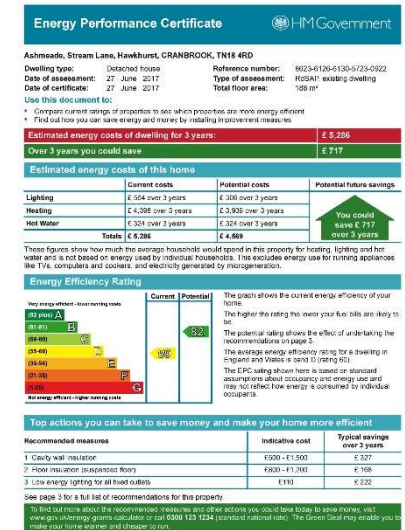 Energy Performance Certificate
HM Government
Ashmeade, Stream Lane, Hawkhurst, CRANBROOK, TN18 4RD
Dwelling type: Detached house
Reference number: 8623-6126-6130-5723-0922
Date of assessment: 27 June 2017
Type of assessment: RdSAP, existing dwelling
Date of certificate: 27 June 2017
Total floor area: 188 m²
Use this document to:
• Compare current ratings of properties to see which properties are more energy efficient
• Find out how you can save energy and money by installing improvement measures
Estimated energy costs of dwelling for 3 years: £ 5,286
Over 3 years you could save £ 717
Estimated energy costs of this home
Current costs Potential costs Potential future savings
Lighting £ 564 over 3 years £ 306 over 3 years
Heating £ 4,398 over 3 years £ 3,939 over 3 years
Hot Water £ 324 over 3 years £ 324 over 3 years
Totals £ 5,286 £ 4,569
You could
save £ 717
over 3 years
These figures show how much the average household would spend in this property for heating, lighting and hot
water and is not based on energy used by individual households. This excludes energy use for running appliances
like TVs, computers and cookers, and electricity generated by microgeneration.
Energy Efficiency Rating
Current Potential
Very energy efficient - lower running costs
(92 plus) A
(81-91) B
(69-80) C
(55-68) D
(39-54) E
(21-38) F
(1-20) G
Not energy efficient - higher running costs
82
The graph shows the current energy efficiency of your
home.
The higher the rating the lower your fuel bills are likely to
be.
The potential rating shows the effect of undertaking the
recommendations on page 3.
The average energy efficiency rating for a dwelling in
England and Wales is band D (rating 60).
The EPC rating shown here is based on standard
assumptions about occupancy and energy use and
may not reflect how energy is consumed by individual
occupants.
Top actions you can take to save money and make your home more efficient
Recommended measures Indicative cost Typical savings
over 3 years
1 Cavity wall insulation £500 - £1,500 £ 327
2 Floor insulation (suspended floor) £800 - £1,200 £ 168
3 Low energy lighting for all fixed outlets £110 £ 222
See page 3 for a full list of recommendations for this property.
To find out more about the recommended measures and other actions you could take today to save money, visit
www.gov.uk/energy-grants-calculator or call 0300 123 1234 (standard national rate). The Green Deal may enable you to
make your home warmer and cheaper to run.